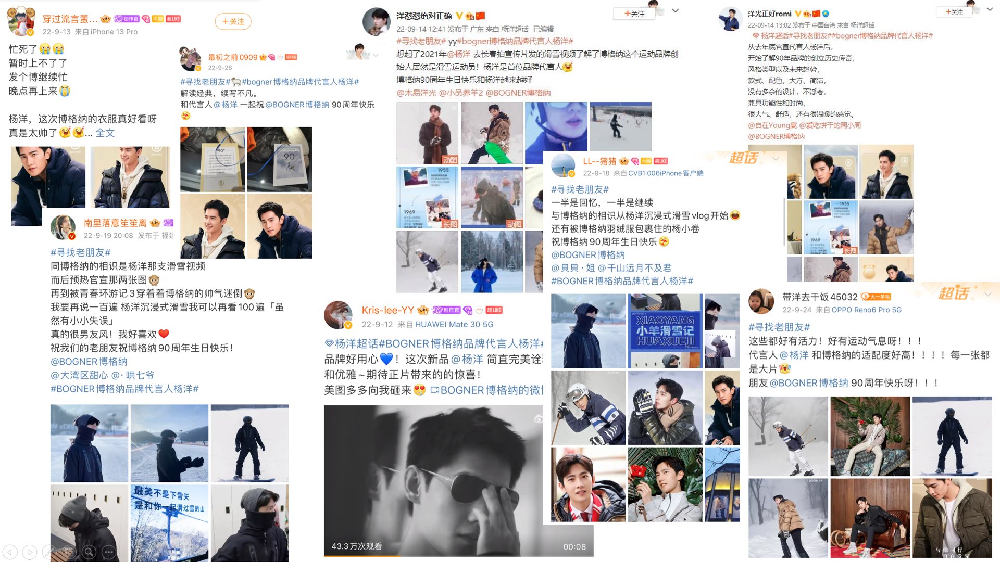 穿过流言蜚...
创作官
大咖
超LIKE
22-9-13 来自iPhone 13 Pro
+关注
忙死了
暂时上不了了
发个博继续忙
晚点再上来
杨洋，这次博格纳的衣服真好看呀
真是太帅了... 全文
BOGNER
最初之前0909
超FUN
22-9-28
#寻找老朋友# #bogner博格纳品牌代言人杨洋#
解读经典，续写不凡。
和代言人@杨洋 一起祝@BOGNER博格纳 90周年快乐
"90"
90
南里落意笙笙离
22-9-19 20:08 发布于 福建
#寻找老朋友#
同博格纳的相识是杨洋那支滑雪视频
而后预热官宣那两张图
再到被青春环游记3穿着着博格纳的帅气迷倒
我要再说一百遍 杨洋沉浸式滑雪我可以再看100遍「虽
然有小小失误」
真的很男友风！我好喜欢
祝我们的老朋友祝博格纳90周年生日快乐！
@BOGNER博格纳
@大湾区甜心 @·哄七爷
#BOGNER博格纳品牌代言人杨洋#
最美不是下雪天
是和你一起滑过雪的山
洋怼怼绝对正确
+关注
22-09-14 12:41 发布于 广东 来自 杨洋超话 已编辑
#寻找老朋友# yy#bogner博格纳品牌代言人杨洋#
想起了2021年@杨洋 去长春拍宣传片发的滑雪视频了解了博格纳这个运动品牌创
始人居然是滑雪运动员！杨洋是首位品牌代言人
博格纳90周年生日快乐和杨洋越来越好
@木易洋光 @小员养羊2 @BOGNER博格纳
动图
1955
1969
长图
动图
Kris-lee-YY
创作官
超LIKE
22-9-12 来自HUAWEI Mate 30 5G
杨洋超话#BOGNER博格纳品牌代言人杨洋#
品牌好用心！这次新品@杨洋 简直完美诠
和优雅~期待正片带来的的惊喜！
美图多多向我砸来 BOGNER博格纳的微
43.3万次观看
00:08
LL--猪猪
大咖
超LIKE
超话
22-9-18 来自CVB1.006iPhone客户端
#寻找老朋友#
一半是回忆，一半是继续
与博格纳的相识从杨洋沉浸式滑雪vlog开始
还有被博格纳羽绒服包裹住的杨小卷
祝博格纳90周年生日快乐
@BOGNER博格纳
@貝貝·姐 @千山远月不及君
#BOGNER博格纳品牌代言人杨洋#
XIAOYANG
小羊滑雪记
HUAXUEJI
BOGNER
洋光正好romi
+关注
22-09-14 13:02 发布于 中国台湾 来自 杨洋超话
杨洋超话#寻找老朋友##bogner博格纳品牌代言人杨洋#
从去年底官宣代言人杨洋后，
开始了解90年品牌的创立历史传奇，
风格类型以及未来趋势，
款式、配色，大方、简洁，
没有多余的设计，不浮夸，
兼具功能性和时尚，
很大气、舒适，还有很温暖的感觉。
@自在Young窩 @爱吃饼干的周小周
@BOGNER博格纳
1955
1969
长图
带洋去干饭45032
大一羊毛
超话
22-9-24 来自OPPO Reno6 Pro 5G
#寻找老朋友#
这些都好有活力！好有运动气息呀！！！
代言人@杨洋 和博格纳的适配度好高！！！！每一张都
是大片
朋友@BOGNER博格纳 90周年快乐呀！！！
BOGNER
与他同行
自在发光